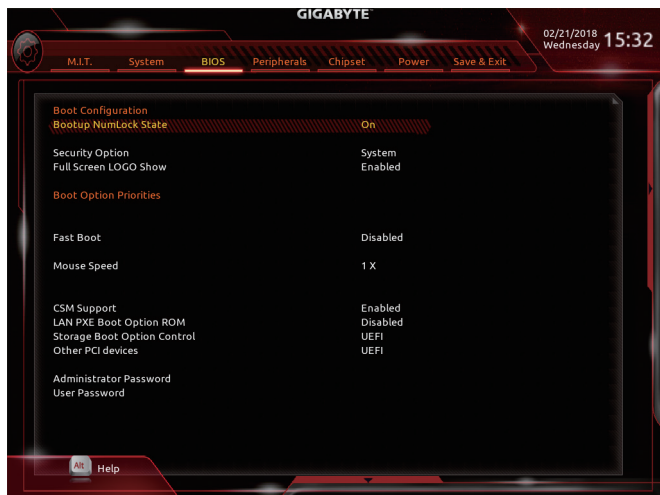 GIGABYTE™
02/21/2018
Wednesday
15:32
M.I.T. System BIOS Peripherals Chipset Power Save & Exit
Boot Configuration
Bootup NumLock State On
Security Option System
Full Screen LOGO Show Enabled
Boot Option Priorities
Fast Boot Disabled
Mouse Speed 1 X
CSM Support Enabled
LAN PXE Boot Option ROM Disabled
Storage Boot Option Control UEFI
Other PCI devices UEFI
Administrator Password
User Password
Alt Help